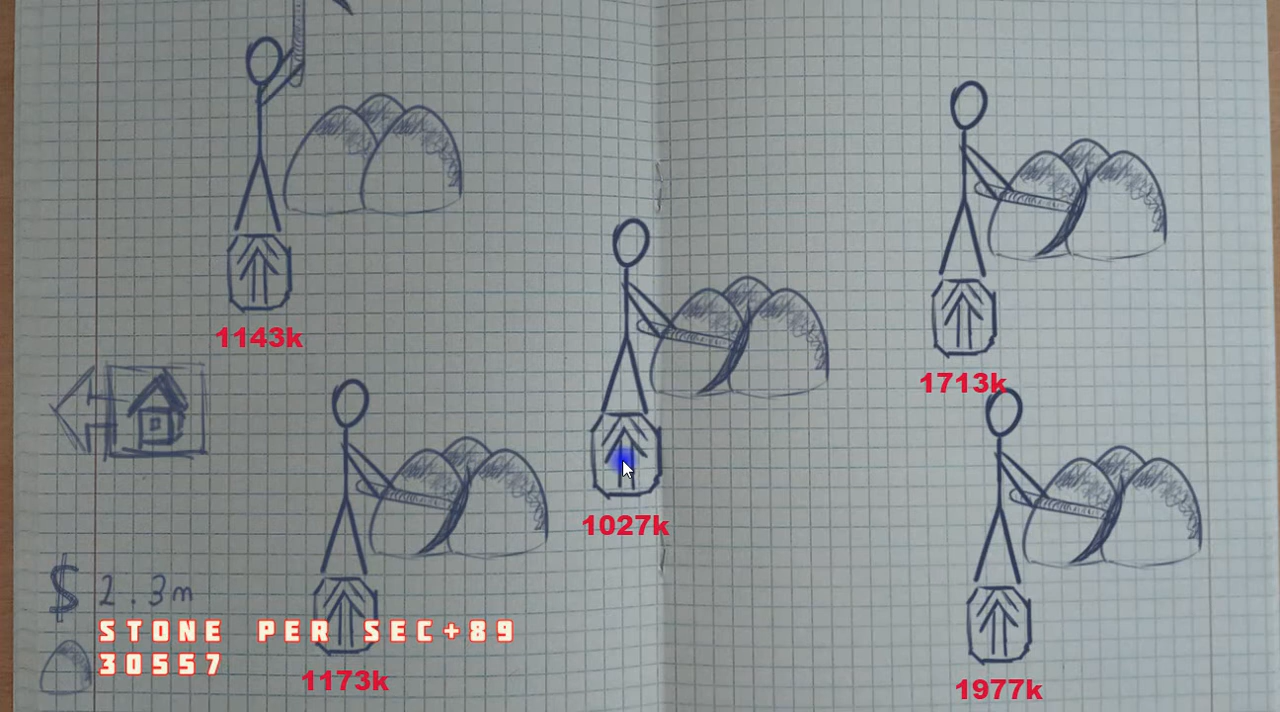 1143k
1713k
1027k
$ 2.3m
STONE PER SEC+89
30557
1173k
1977k